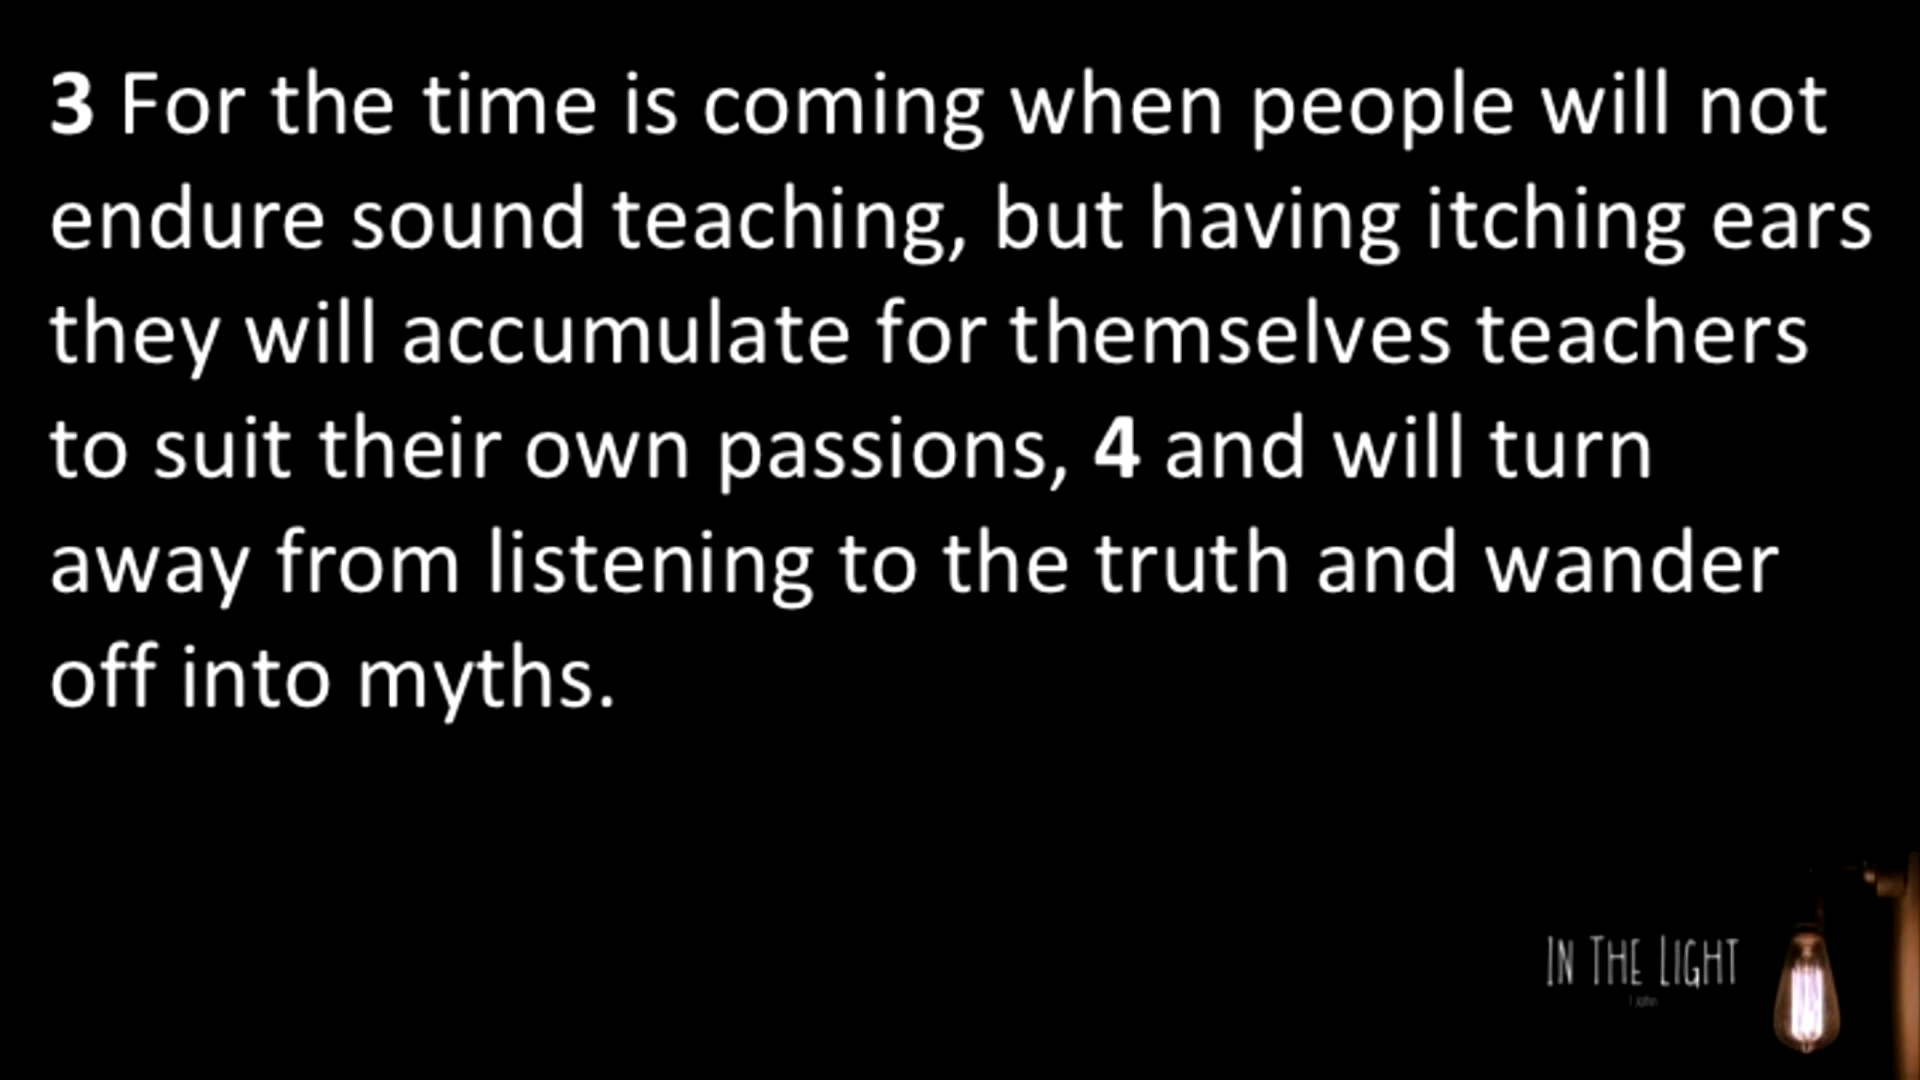 3 For the time is coming when people will not
endure sound teaching, but having itching ears
they will accumulate for themselves teachers
to suit their own passions, 4 and will turn
away from listening to the truth and wander
off into myths.
IN THE LIGHT
1 john